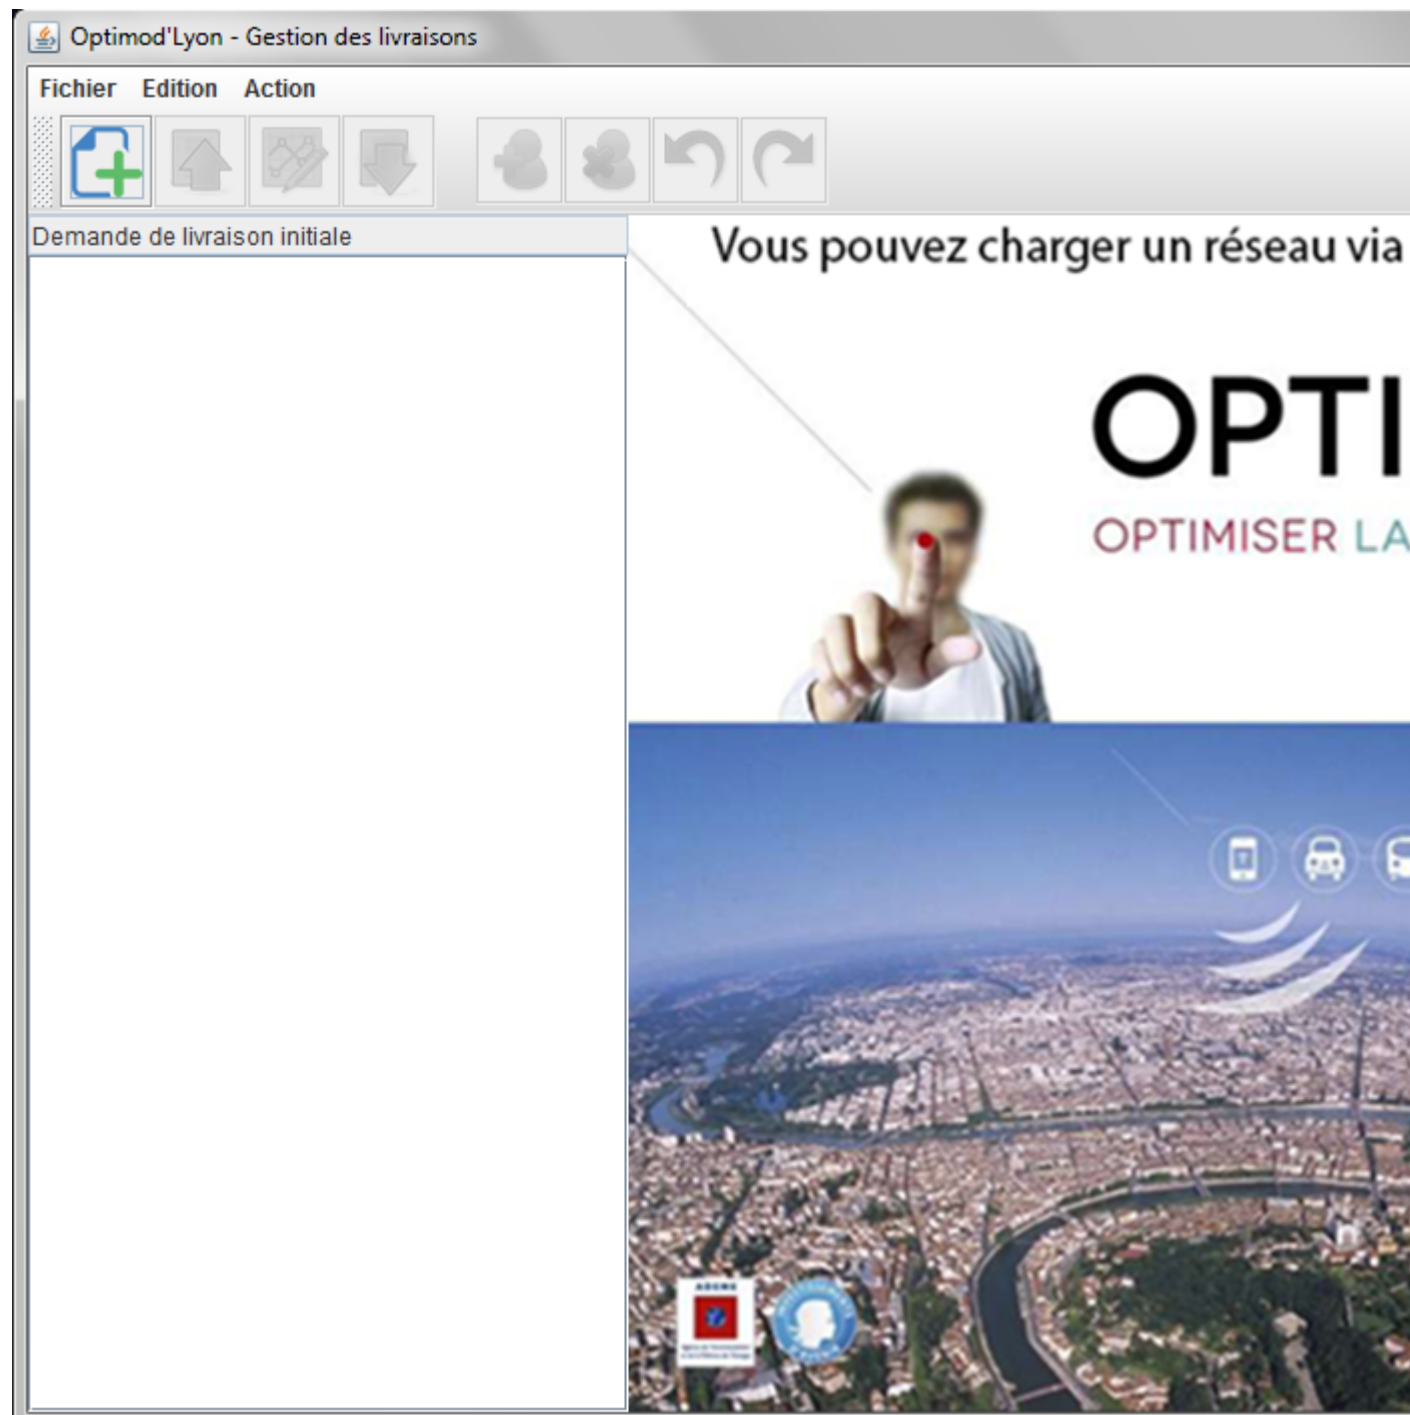 Optimod'Lyon - Gestion des livraisons
Fichier Edition Action
Demande de livraison initiale
Vous pouvez charger un réseau via
OPTI
OPTIMISER LA
ADEME